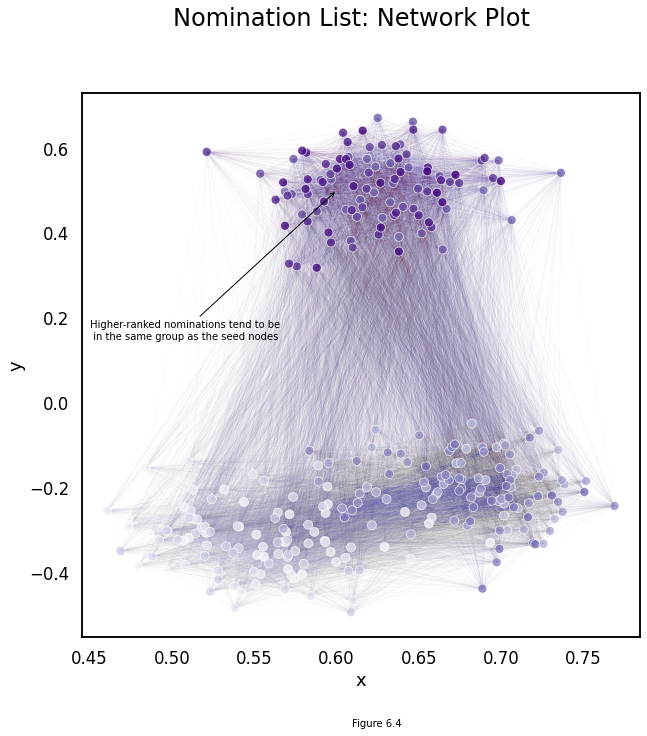 Nomination List: Network Plot
0.6
0.4
0.2
0.0
−0.2
−0.4
y
Higher-ranked nominations tend to be
in the same group as the seed nodes
0.45 0.50 0.55 0.60 0.65 0.70 0.75
x
Figure 6.4